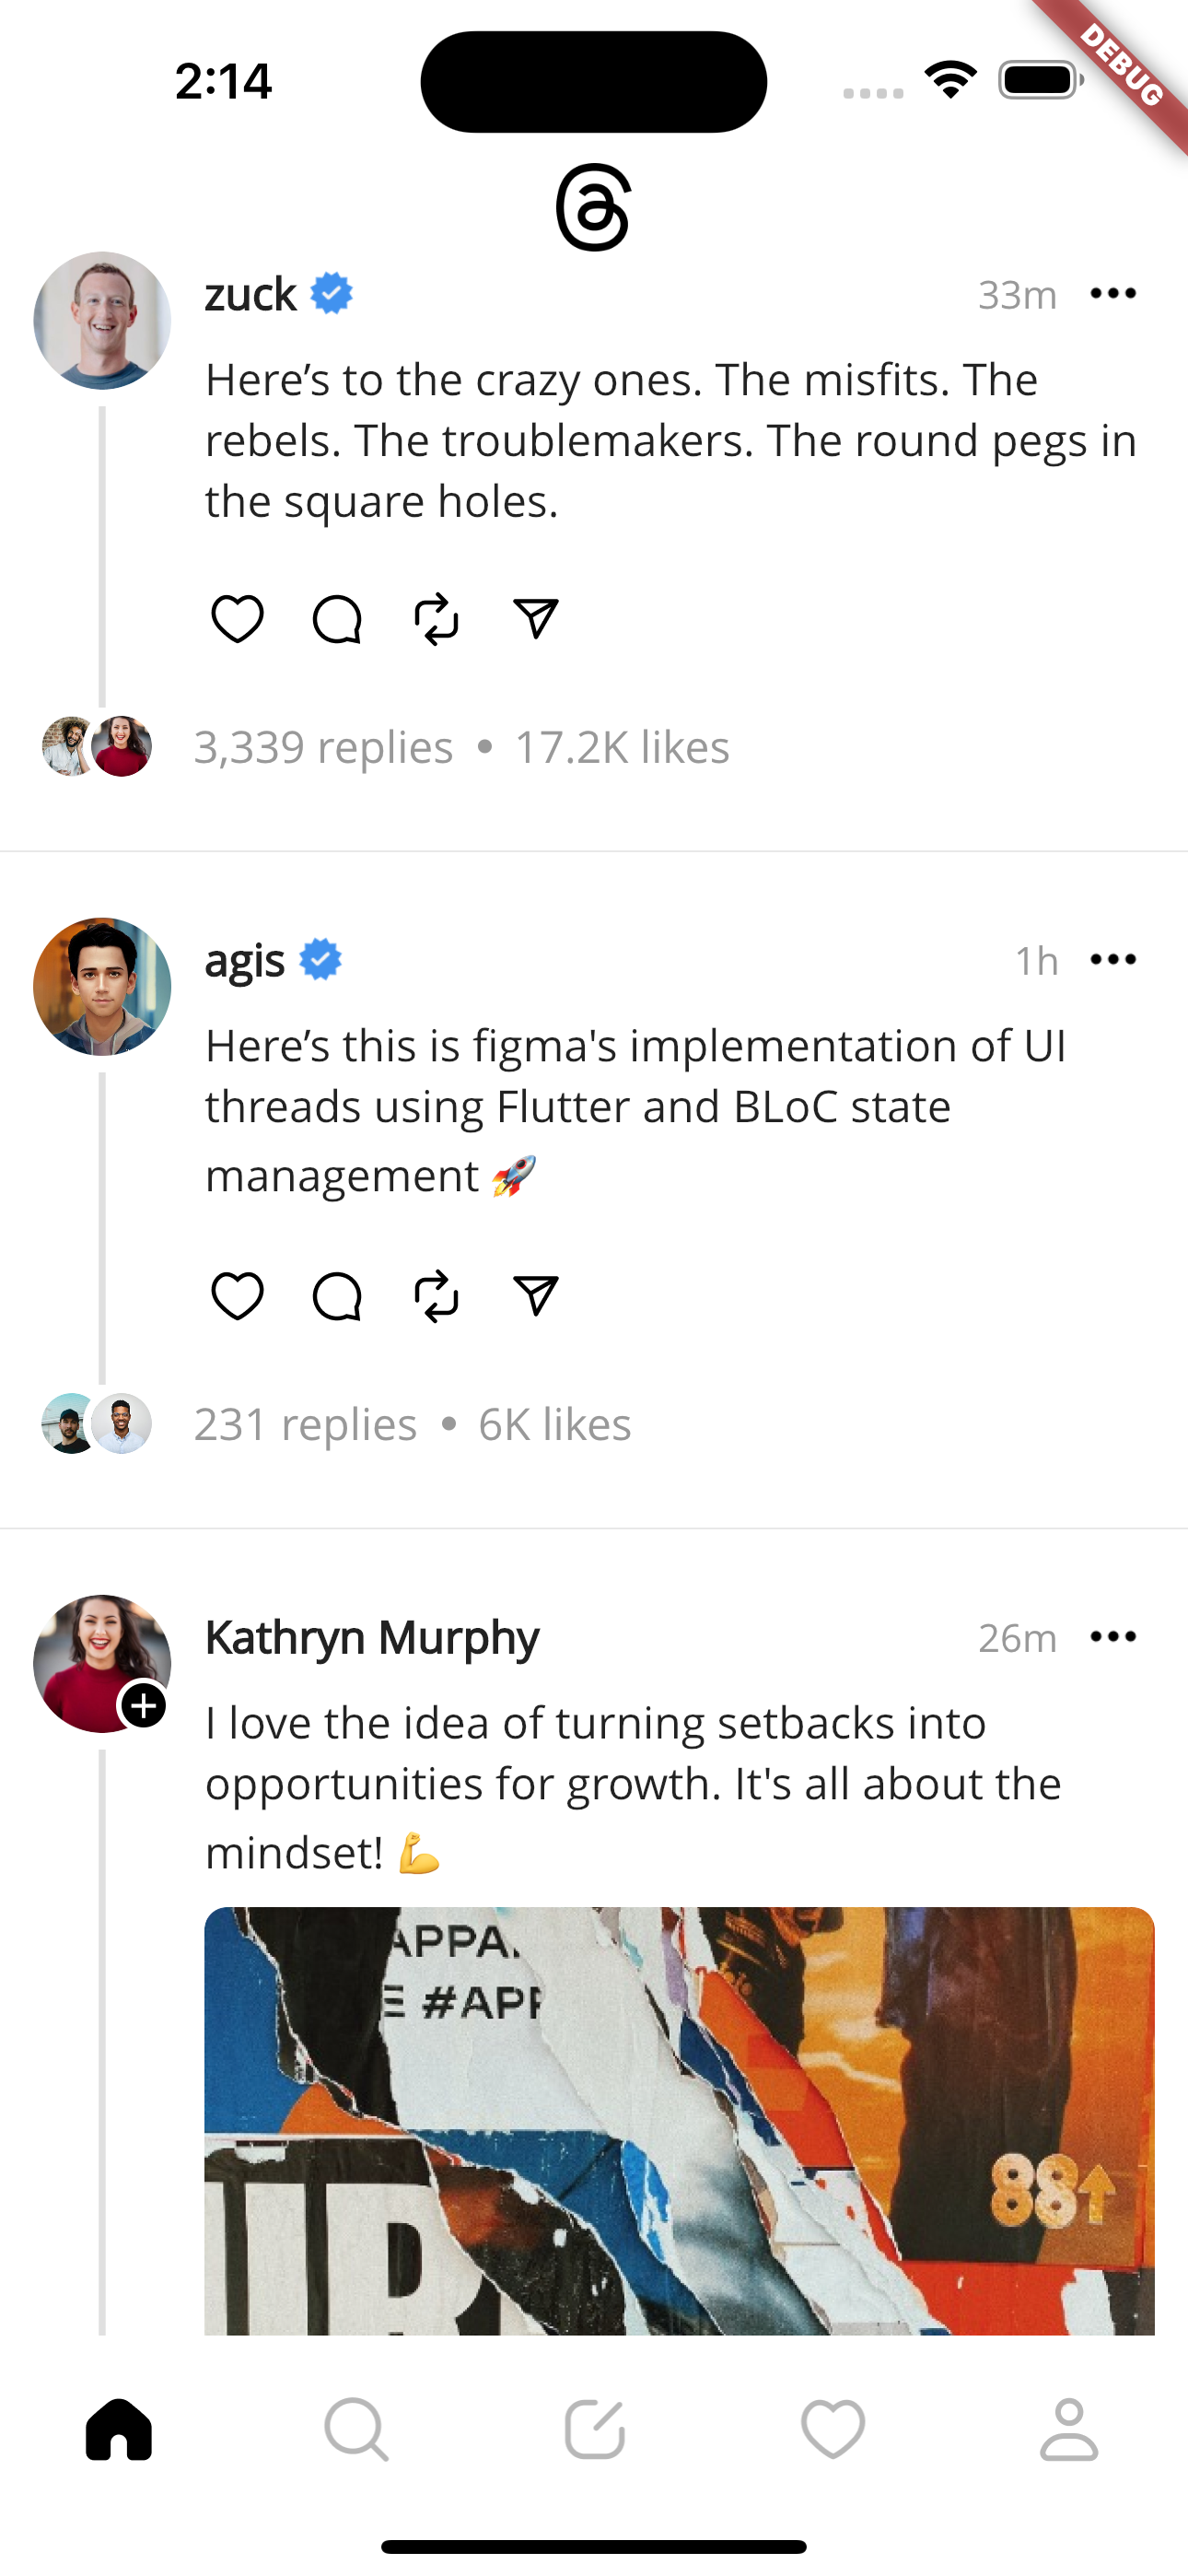 2:14
DEBUG
zuck
33m
Here’s to the crazy ones. The misfits. The
rebels. The troublemakers. The round pegs in
the square holes.
3,339 replies • 17.2K likes
agis
1h
Here’s this is figma's implementation of UI
threads using Flutter and BLoC state
management 🚀
231 replies • 6K likes
Kathryn Murphy
26m
I love the idea of turning setbacks into
opportunities for growth. It's all about the
mindset! 💪
88↑